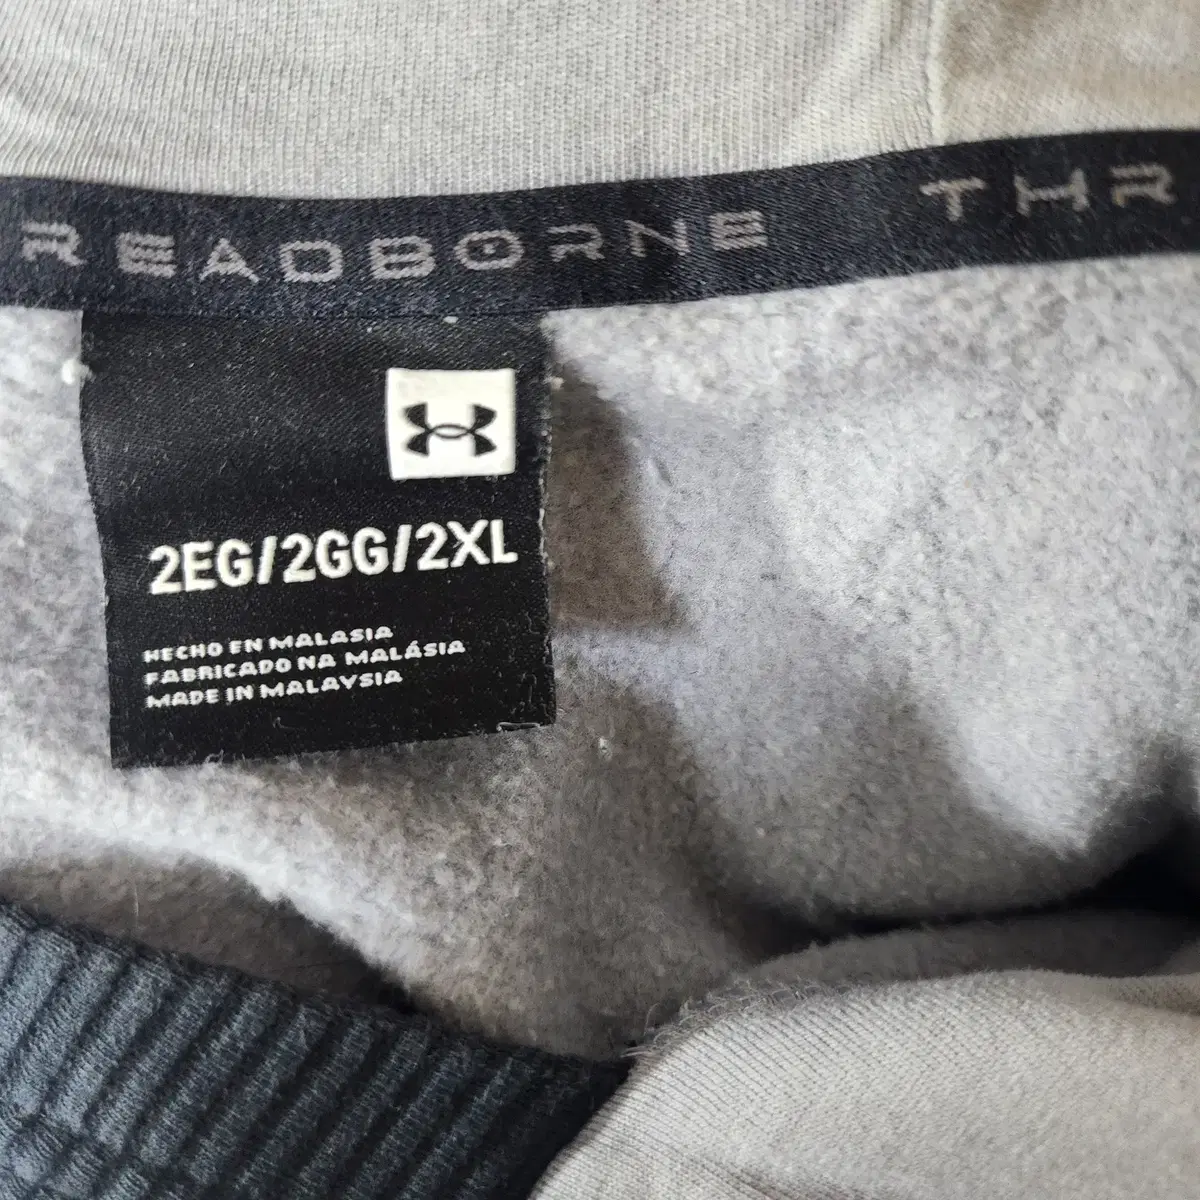 READBORNE THR
2EG/2GG/2XL
HECHO EN MALASIA
FABRICADO NA MALÁSIA
MADE IN MALAYSIA